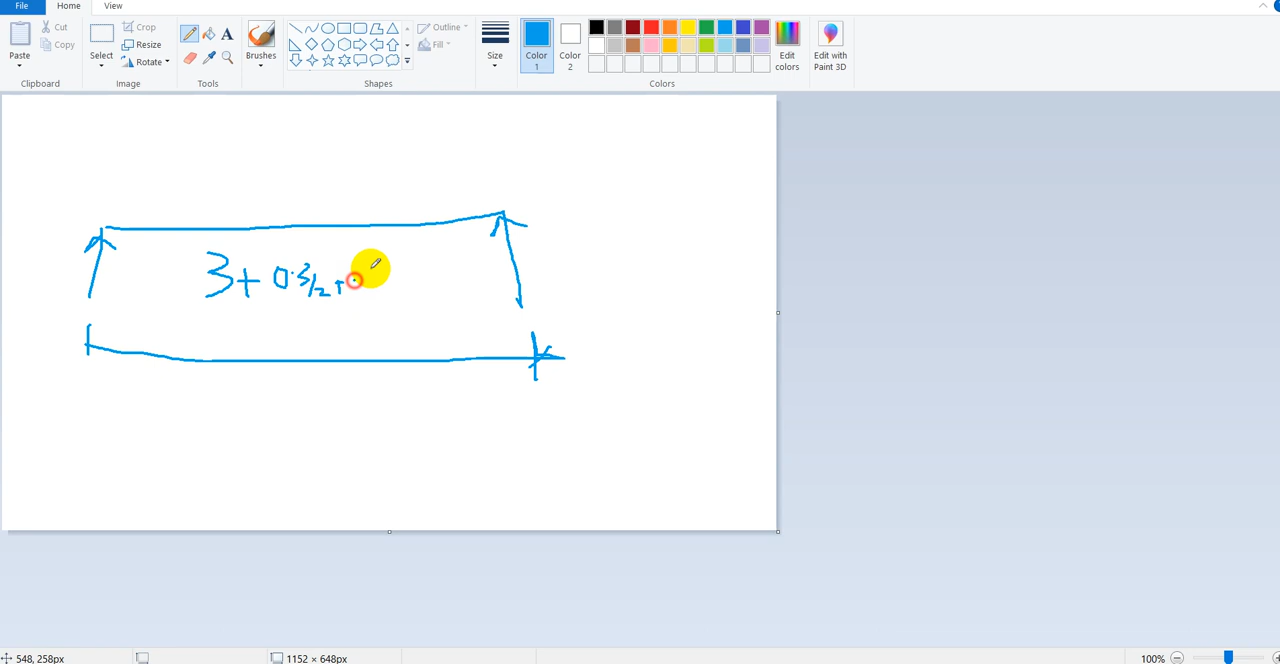 File Home View
Paste Cut Copy Clipboard
Select Crop Resize Rotate Image
Tools
Brushes
Outline Fill Shapes
Size
Color 1 Color 2 Edit colors Edit with Paint 3D Colors
3+ 0.3/2 +
548, 258px 1152 × 648px 100%